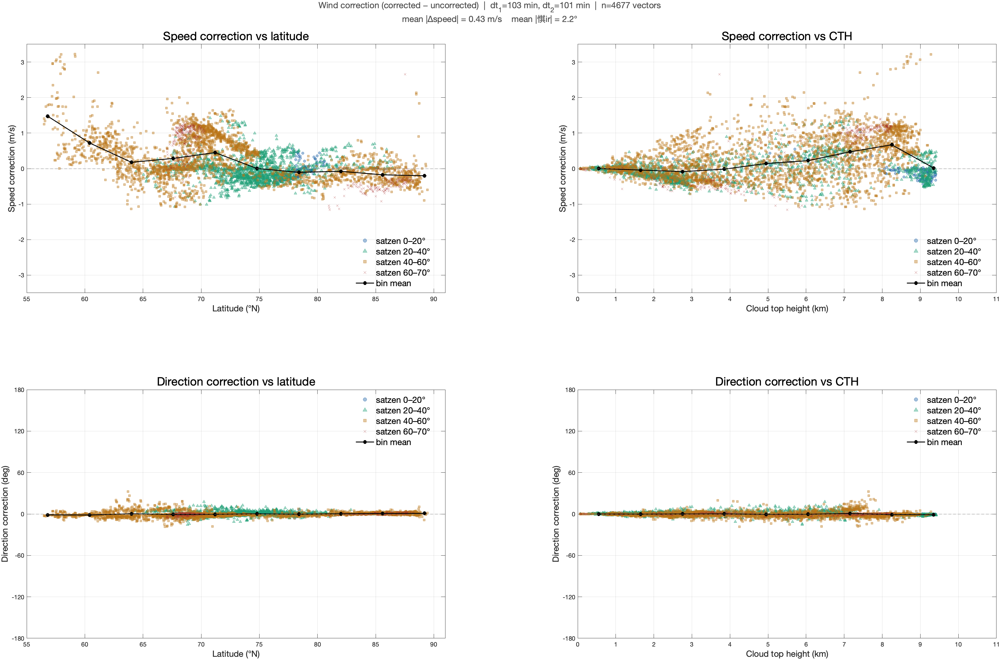 Wind correction (corrected − uncorrected) | dt1=103 min, dt2=101 min | n=4677 vectors
mean |Δspeed| = 0.43 m/s mean |惧ir| = 2.2°
Speed correction vs latitude
Speed correction (m/s)
3
2
1
0
-1
-2
-3
satzen 0–20°
satzen 20–40°
satzen 40–60°
satzen 60–70°
bin mean
55 60 65 70 75 80 85 90
Latitude (°N)
Speed correction vs CTH
Speed correction (m/s)
3
2
1
0
-1
-2
-3
satzen 0–20°
satzen 20–40°
satzen 40–60°
satzen 60–70°
bin mean
0 1 2 3 4 5 6 7 8 9 10 11
Cloud top height (km)
Direction correction vs latitude
Direction correction (deg)
180
120
60
0
-60
-120
-180
satzen 0–20°
satzen 20–40°
satzen 40–60°
satzen 60–70°
bin mean
55 60 65 70 75 80 85 90
Latitude (°N)
Direction correction vs CTH
Direction correction (deg)
180
120
60
0
-60
-120
-180
satzen 0–20°
satzen 20–40°
satzen 40–60°
satzen 60–70°
bin mean
0 1 2 3 4 5 6 7 8 9 10 11
Cloud top height (km)